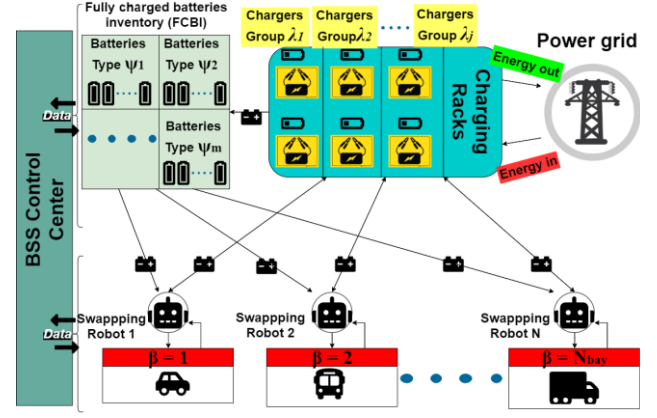 Fully charged batteries
inventory (FCBI)
Batteries
Type Ψ1
Batteries
Type Ψ2
Batteries
Type Ψm
Chargers
Group λ1
Chargers
Group λ2
Chargers
Group λj
Charging
Racks
Power grid
Energy out
Energy in
BSS Control
Center
Data
Data
Swappping
Robot 1
Swappping
Robot 2
Swappping
Robot N
β = 1
β = 2
β = Nbay